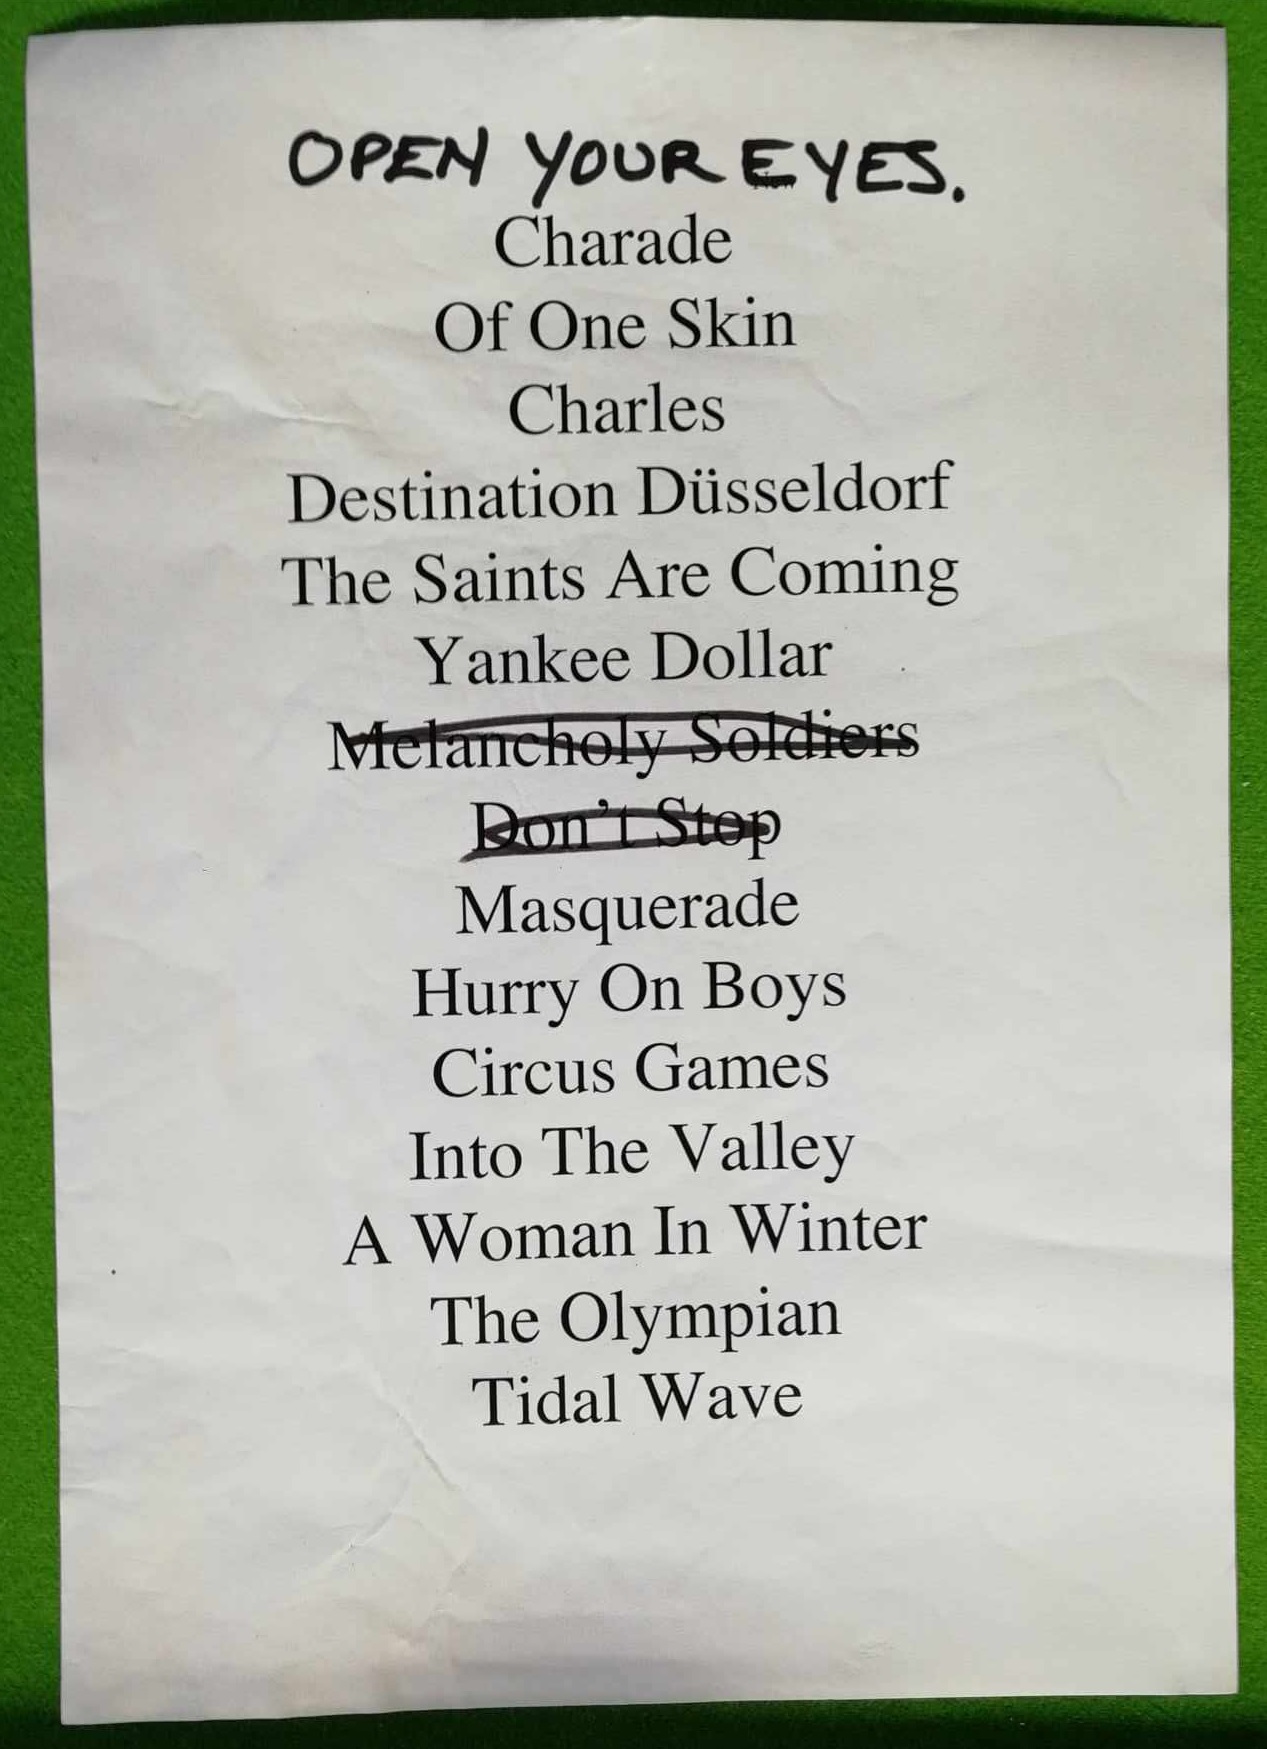 OPEN YOUR EYES.
Charade
Of One Skin
Charles
Destination Düsseldorf
The Saints Are Coming
Yankee Dollar
Melancholy Soldiers
Don't Stop
Masquerade
Hurry On Boys
Circus Games
Into The Valley
A Woman In Winter
The Olympian
Tidal Wave